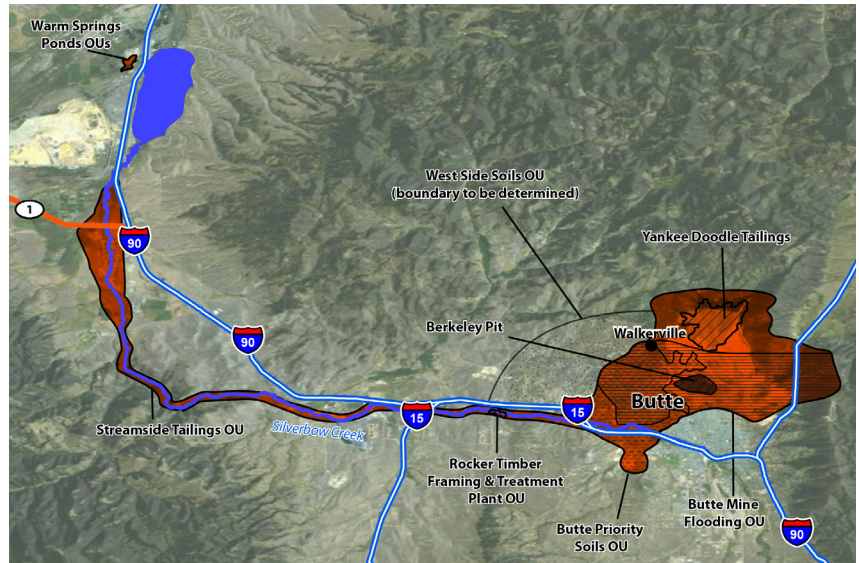 Warm Springs
Ponds OUs
West Side Soils OU
(boundary to be determined)
1
Yankee Doodle Tailings
90
Berkeley Pit
Walkerville
90
Butte
15
15
Streamside Tailings OU
Silverbow Creek
Rocker Timber
Framing & Treatment
Plant OU
Butte Mine
Flooding OU
Butte Priority
Soils OU
90